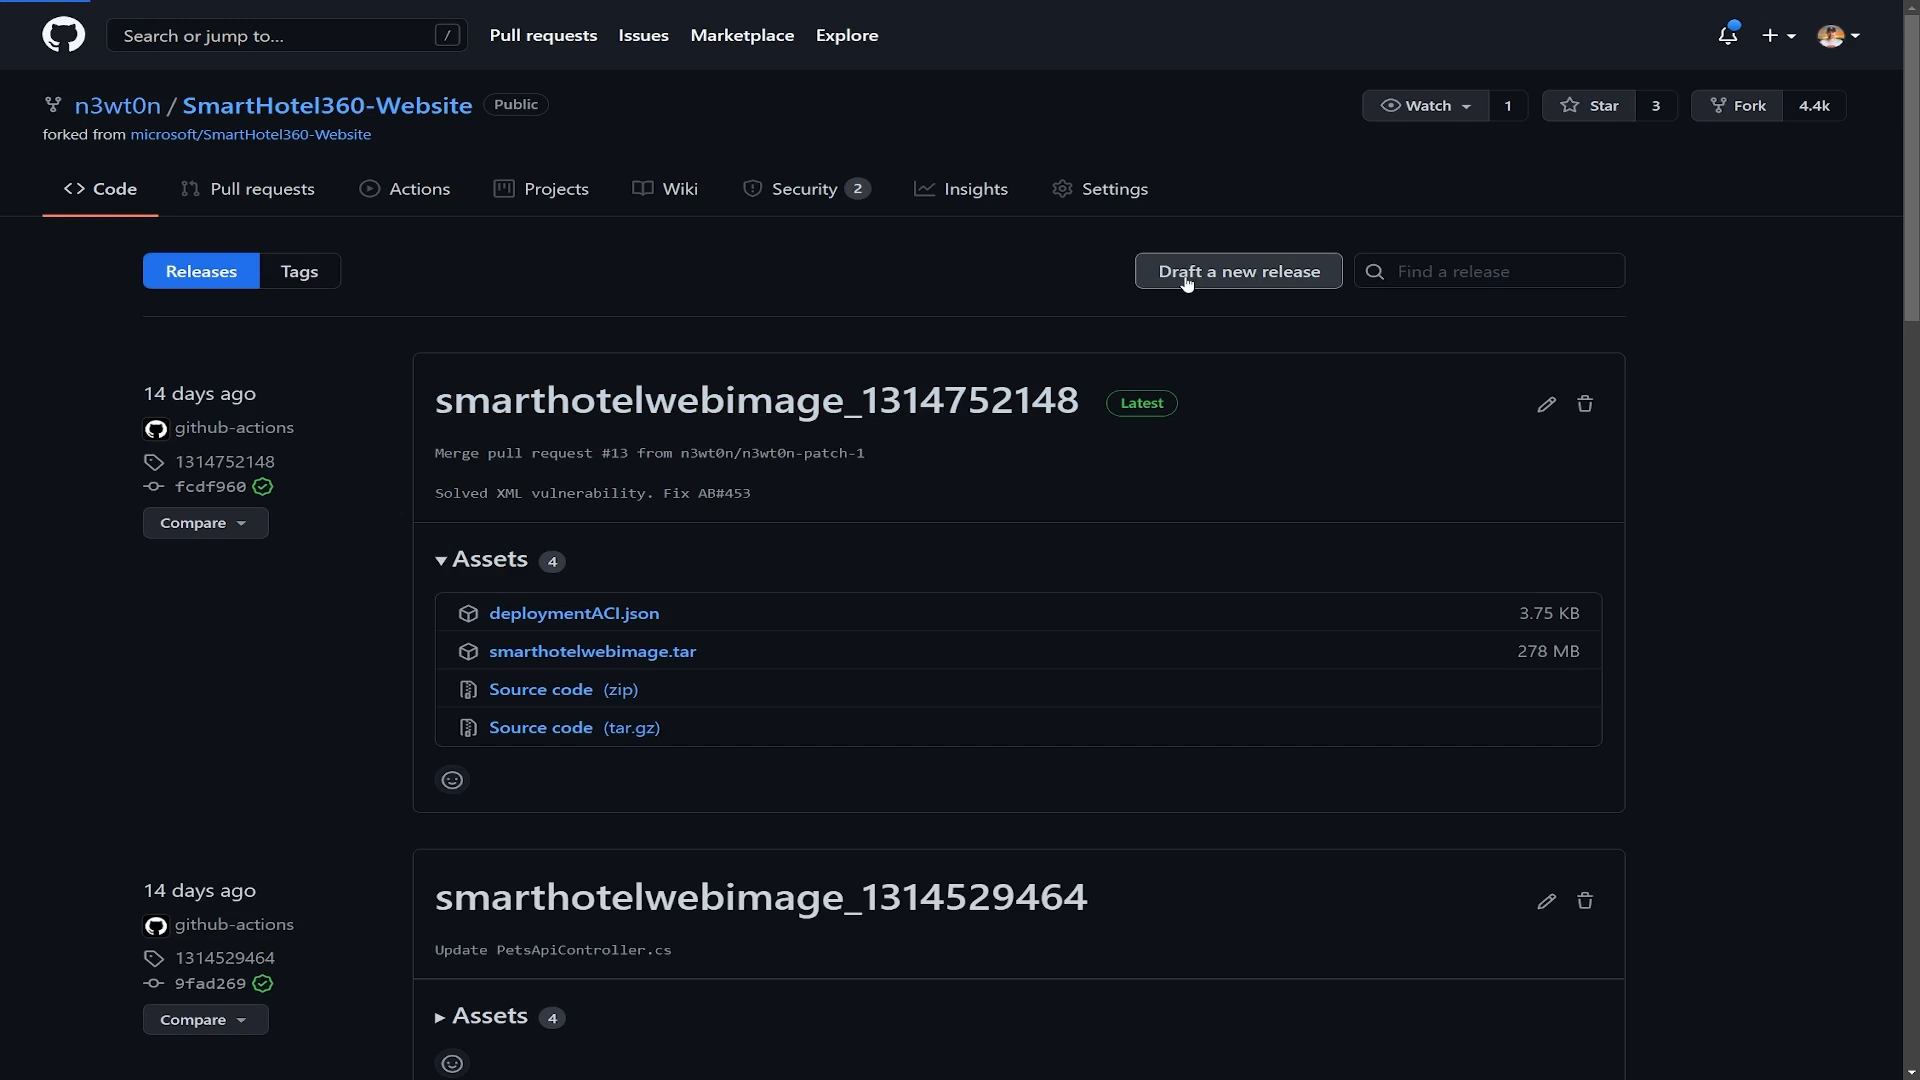 Search or jump to... /
Pull requests Issues Marketplace Explore
n3wt0n / SmartHotel360-Website Public
Watch 1 Star 3 Fork 4.4k
forked from microsoft/SmartHotel360-Website
Code Pull requests Actions Projects Wiki Security 2 Insights Settings
Releases Tags
Draft a new release
Find a release
14 days ago
github-actions
1314752148
fcdf960
Compare
smarthotelwebimage_1314752148 Latest
Merge pull request #13 from n3wt0n/n3wt0n-patch-1
Solved XML vulnerability. Fix AB#453
Assets 4
deploymentACI.json 3.75 KB
smarthotelwebimage.tar 278 MB
Source code (zip)
Source code (tar.gz)
14 days ago
github-actions
1314529464
9fad269
Compare
smarthotelwebimage_1314529464
Update PetsApiController.cs
Assets 4